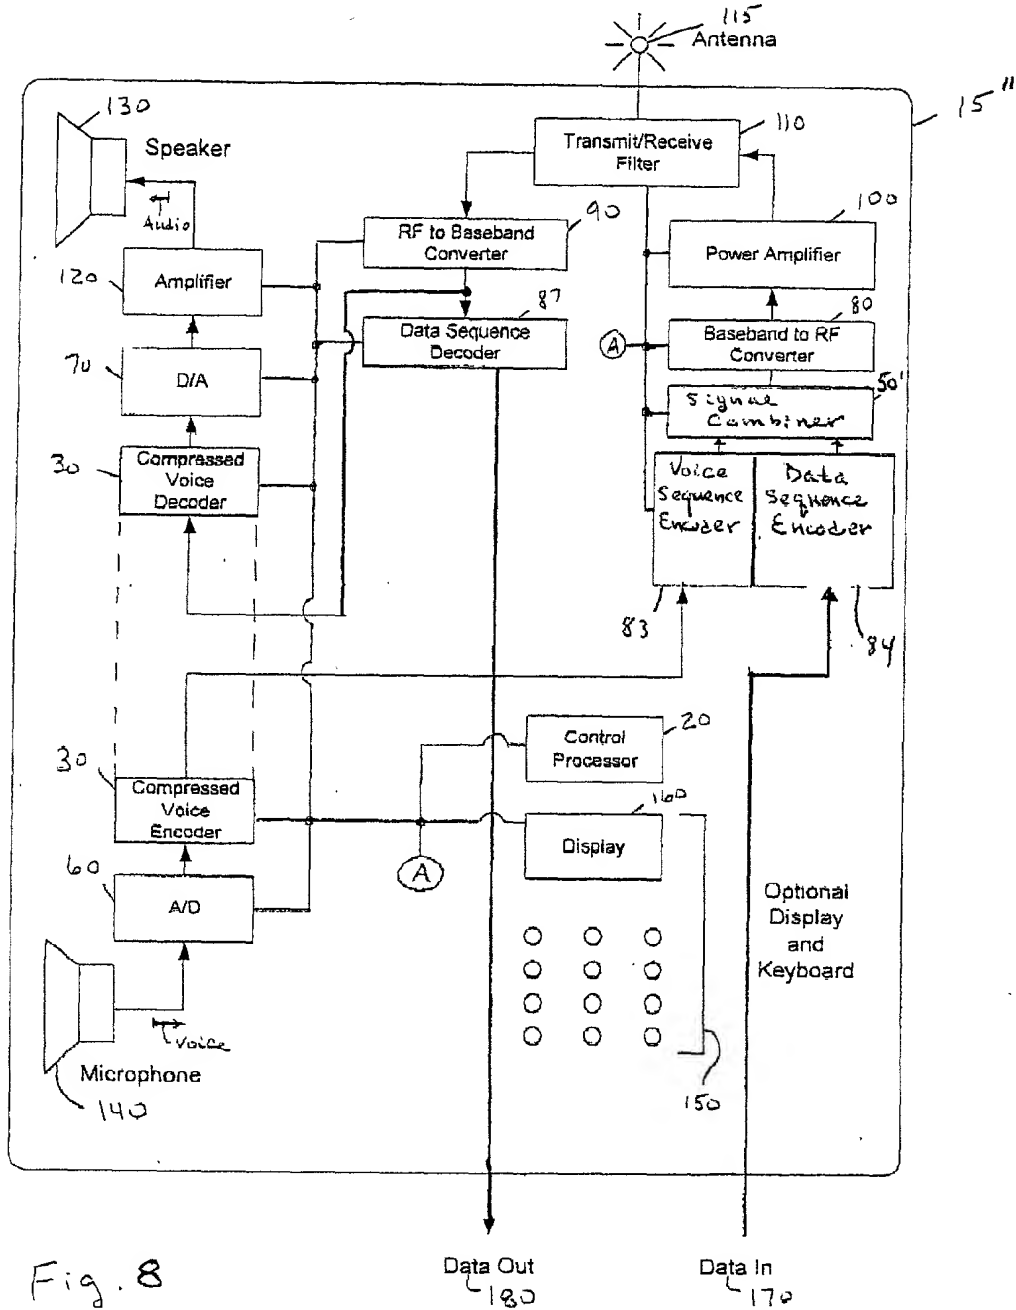 115
Antenna
15"
130
Speaker
Audio
110
Transmit/Receive
Filter
90
RF to Baseband
Converter
100
Power Amplifier
120
Amplifier
87
Data Sequence
Decoder
80
A
Baseband to RF
Converter
70
D/A
50'
Signal
Combiner
30
Compressed
Voice
Decoder
Voice
Sequence
Encoder
Data
Sequence
Encoder
83
84
20
Control
Processor
30
Compressed
Voice
Encoder
160
Display
A
60
A/D
Optional
Display
and
Keyboard
Voice
Microphone
140
150
Fig. 8
Data Out
180
Data In
170